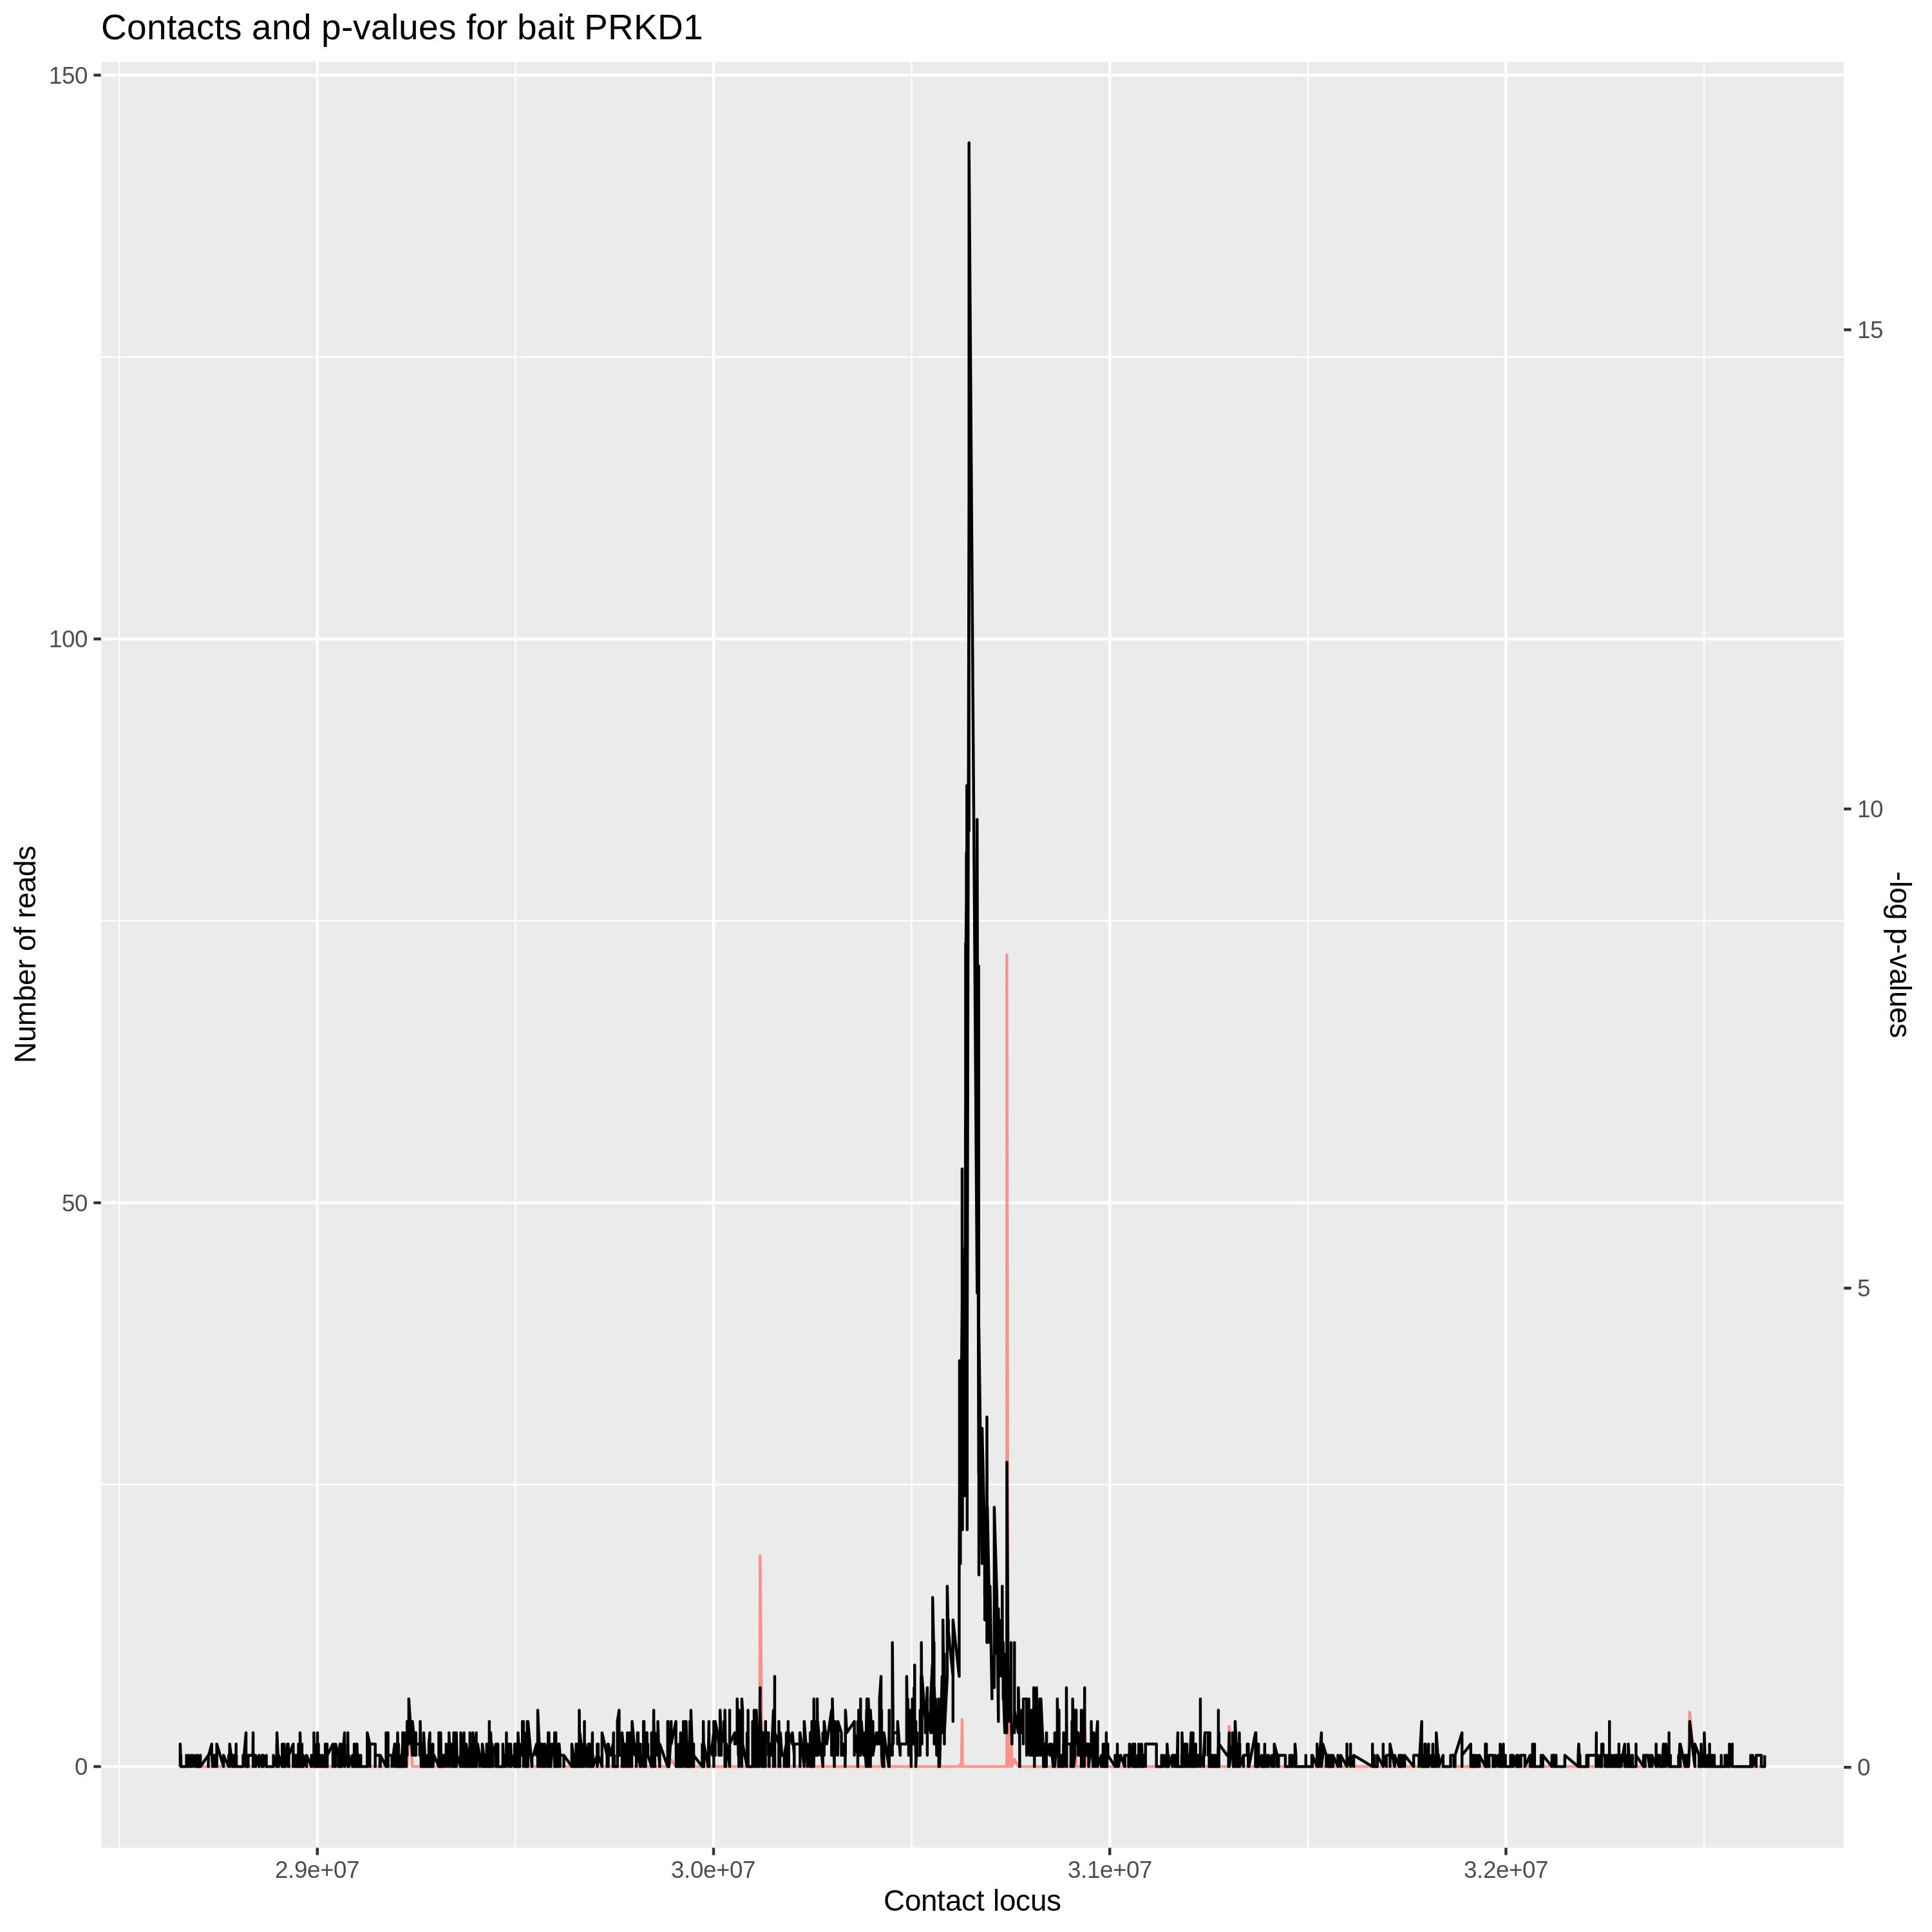 Contacts and p-values for bait PRKD1
150
100
50
0
Number of reads
15
10
5
0
-log p-values
2.9e+07
3.0e+07
3.1e+07
3.2e+07
Contact locus